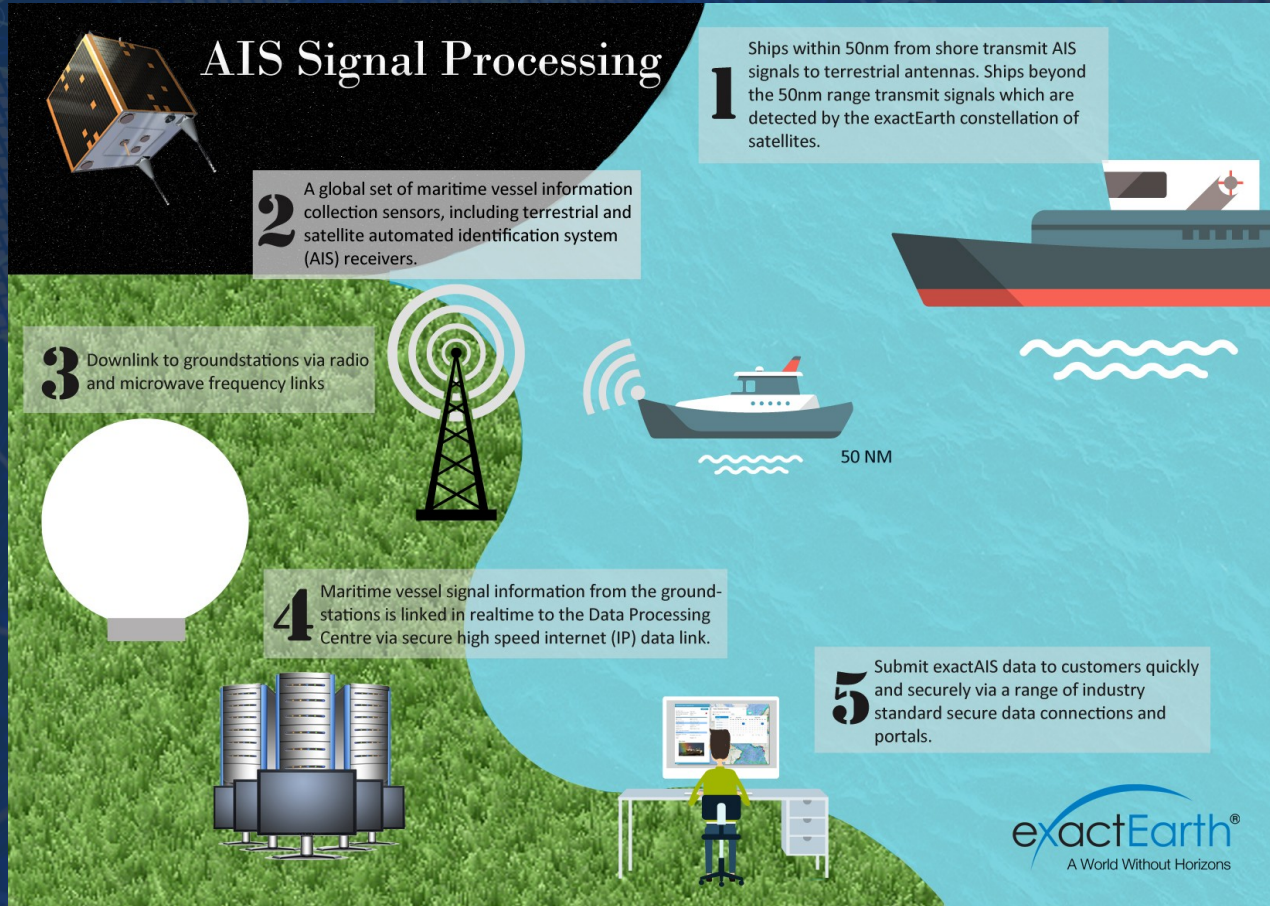 AIS Signal Processing
1
Ships within 50nm from shore transmit AIS
signals to terrestrial antennas. Ships beyond
the 50nm range transmit signals which are
detected by the exactEarth constellation of
satellites.
2
A global set of maritime vessel information
collection sensors, including terrestrial and
satellite automated identification system
(AIS) receivers.
3
Downlink to groundstations via radio
and microwave frequency links
50 NM
4
Maritime vessel signal information from the ground-
stations is linked in realtime to the Data Processing
Centre via secure high speed internet (IP) data link.
5
Submit exactAIS data to customers quickly
and securely via a range of industry
standard secure data connections and
portals.
exactEarth®
A World Without Horizons